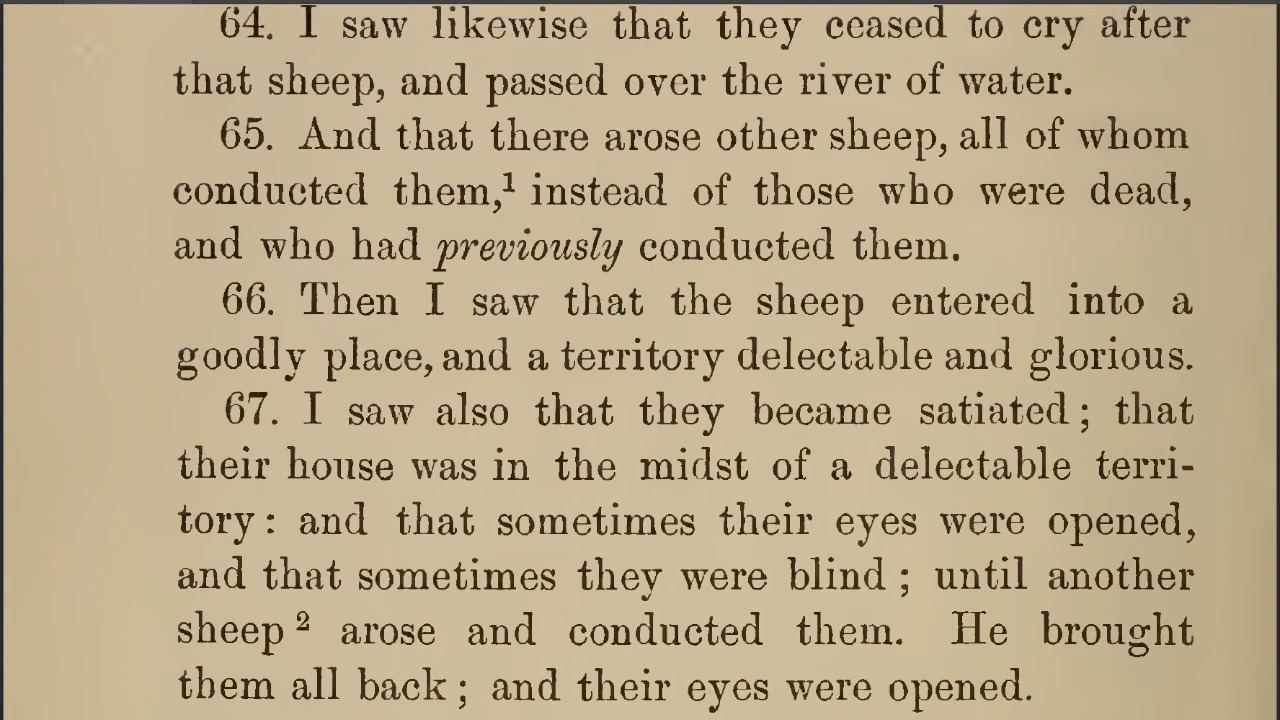 64. I saw likewise that they ceased to cry after
that sheep, and passed over the river of water.
65. And that there arose other sheep, all of whom
conducted them,¹ instead of those who were dead,
and who had previously conducted them.
66. Then I saw that the sheep entered into a
goodly place, and a territory delectable and glorious.
67. I saw also that they became satiated; that
their house was in the midst of a delectable terri-
tory: and that sometimes their eyes were opened,
and that sometimes they were blind; until another
sheep ² arose and conducted them. He brought
them all back; and their eyes were opened.